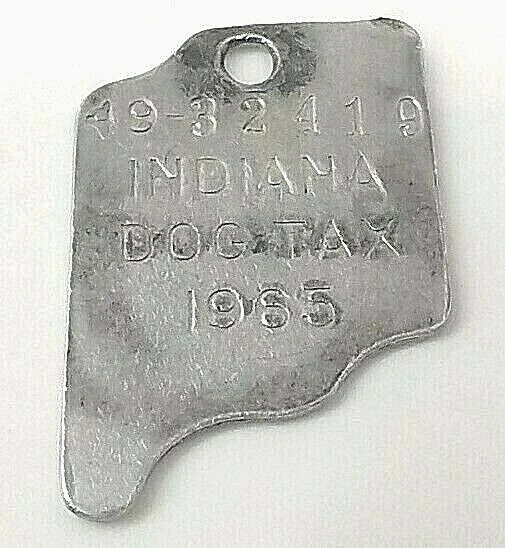 49-32419
INDIANA
DOG TAX
1965